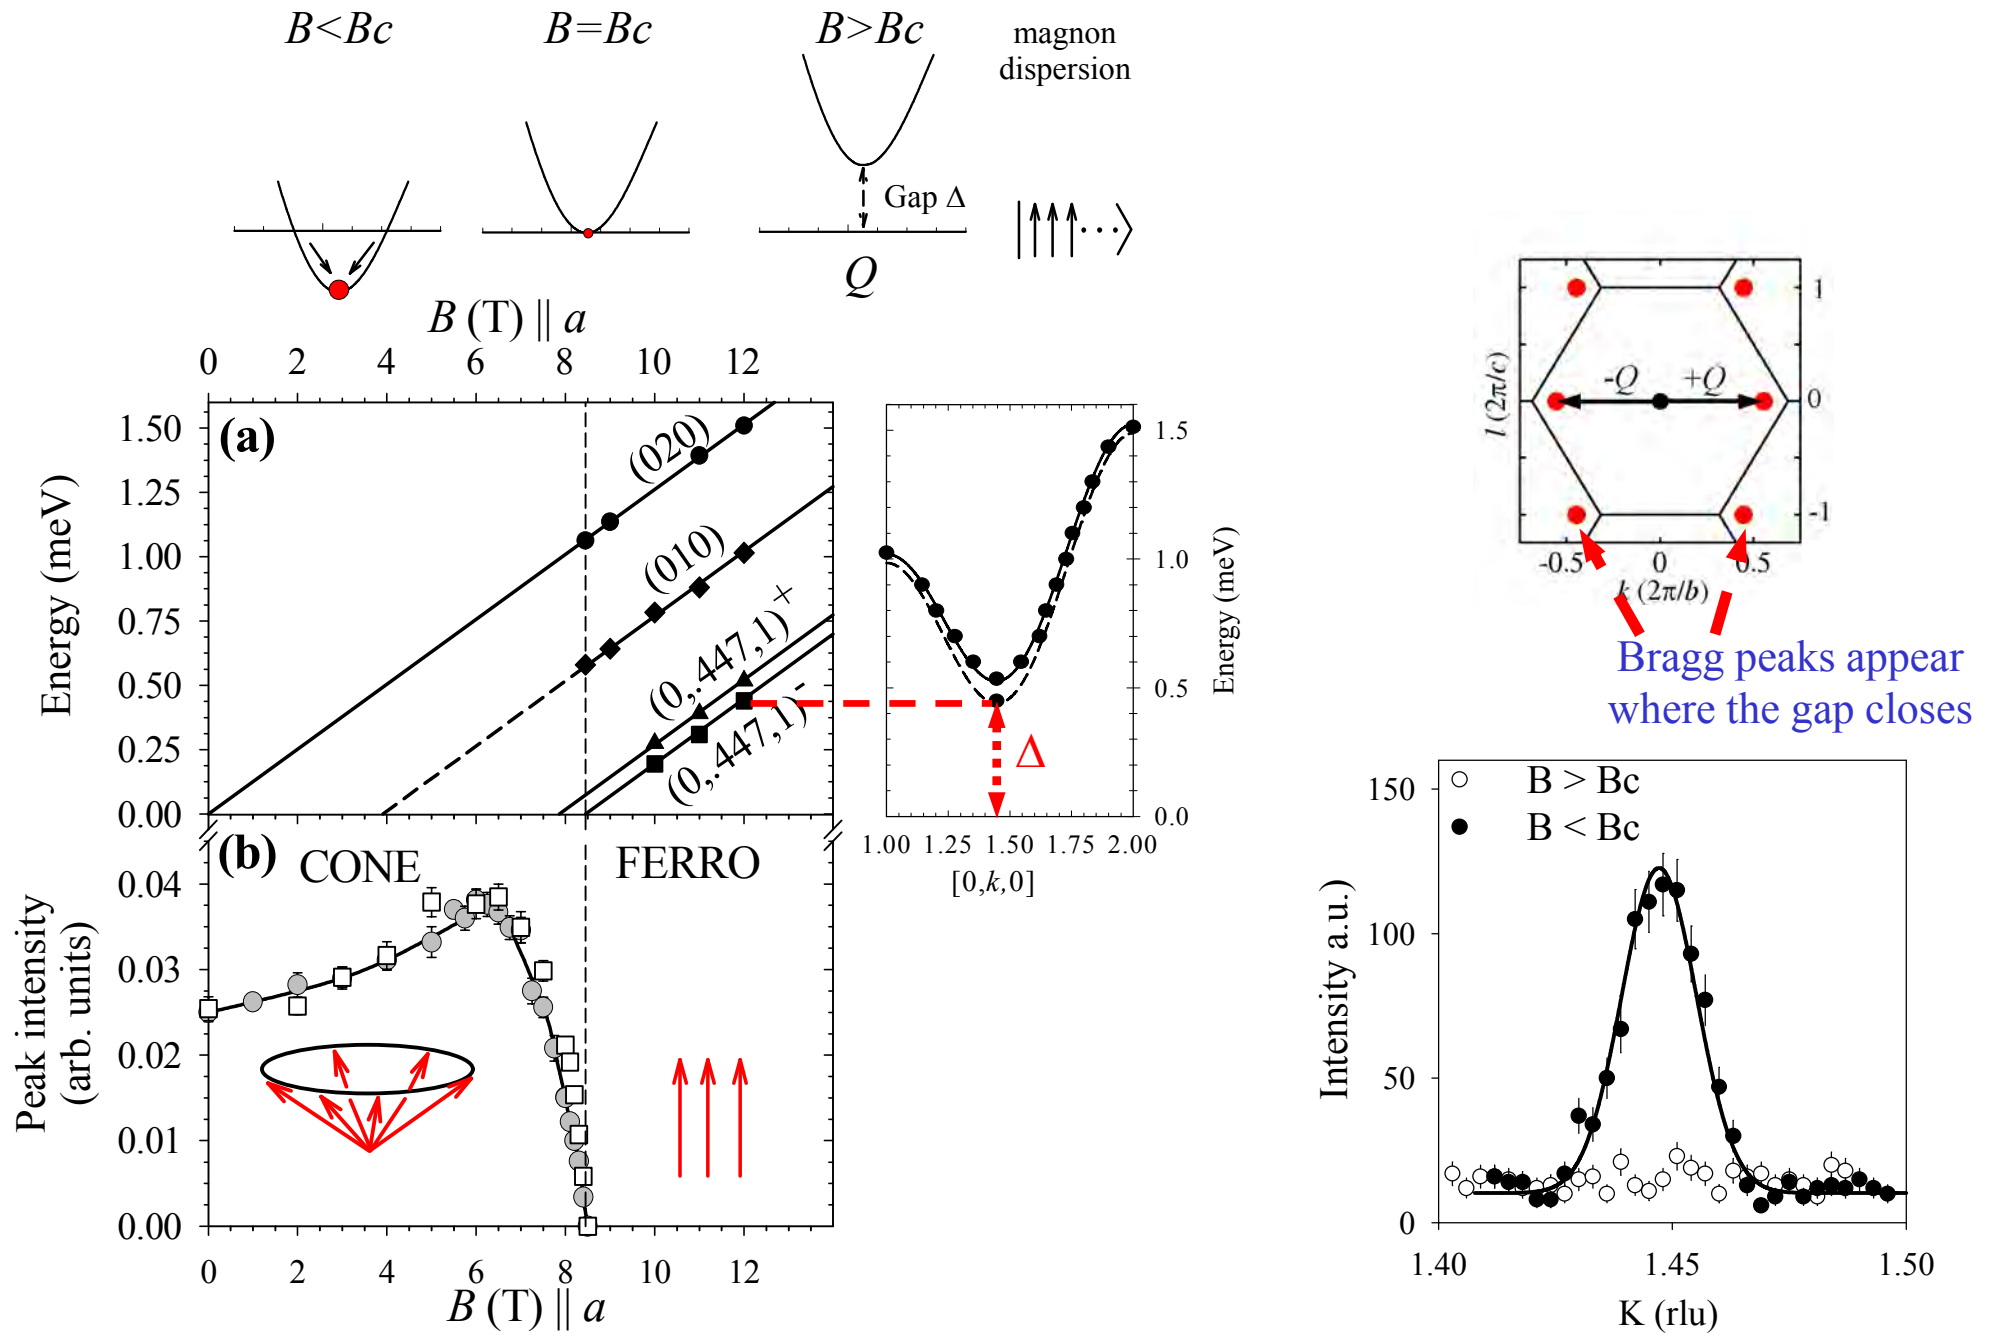 B<Bc
B=Bc
B>Bc
magnon
dispersion
Gap Δ
Q
B (T) || a
0 2 4 6 8 10 12
(a)
Energy (meV)
1.50
1.25
1.00
0.75
0.50
0.25
0.00
(020)
(010)
(0,.447,1)+
(0,.447,1)-
Δ
1.5
1.0
0.5
0.0
Energy (meV)
1.00 1.25 1.50 1.75 2.00
[0,k,0]
(b)
CONE
FERRO
Peak intensity
(arb. units)
0.04
0.03
0.02
0.01
0.00
0 2 4 6 8 10 12
B (T) || a
l (2π/c)
1
0
-1
-Q
+Q
-0.5 0 0.5
k (2π/b)
Bragg peaks appear
where the gap closes
B > Bc
B < Bc
Intensity a.u.
150
100
50
0
1.40 1.45 1.50
K (rlu)